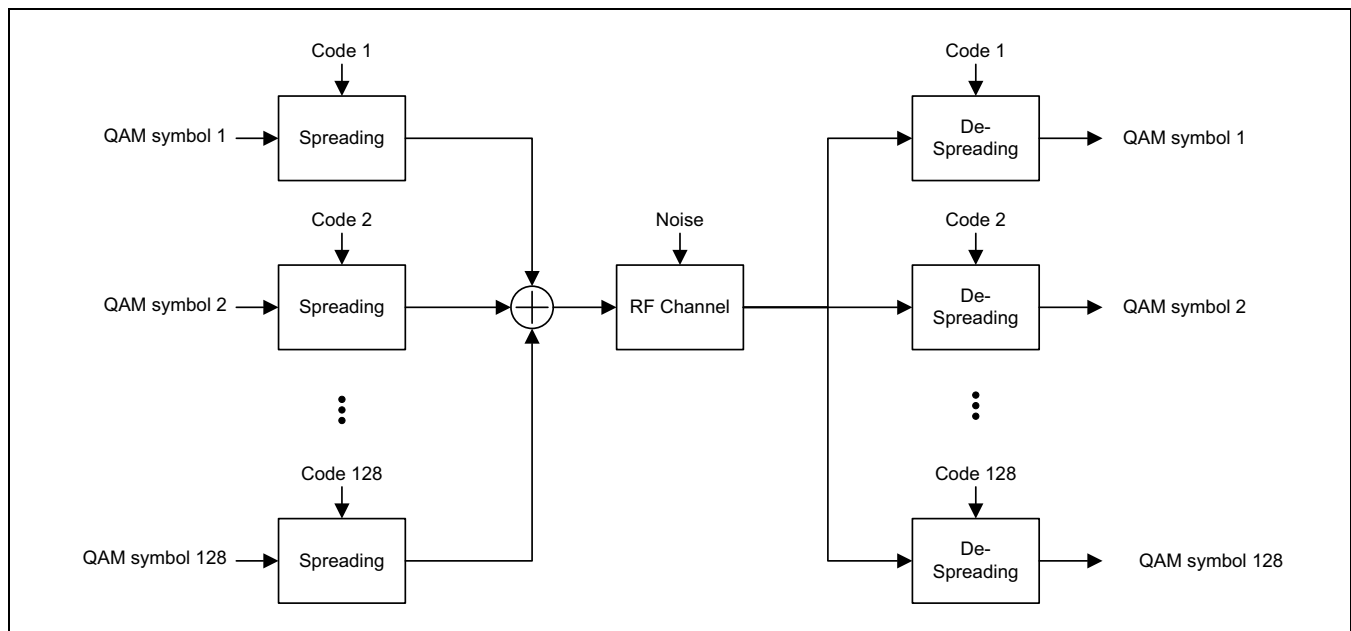 Code 1
Code 1
QAM symbol 1
Spreading
De-
Spreading
QAM symbol 1
Code 2
Noise
Code 2
QAM symbol 2
Spreading
RF Channel
De-
Spreading
QAM symbol 2
Code 128
Code 128
QAM symbol 128
Spreading
De-
Spreading
QAM symbol 128